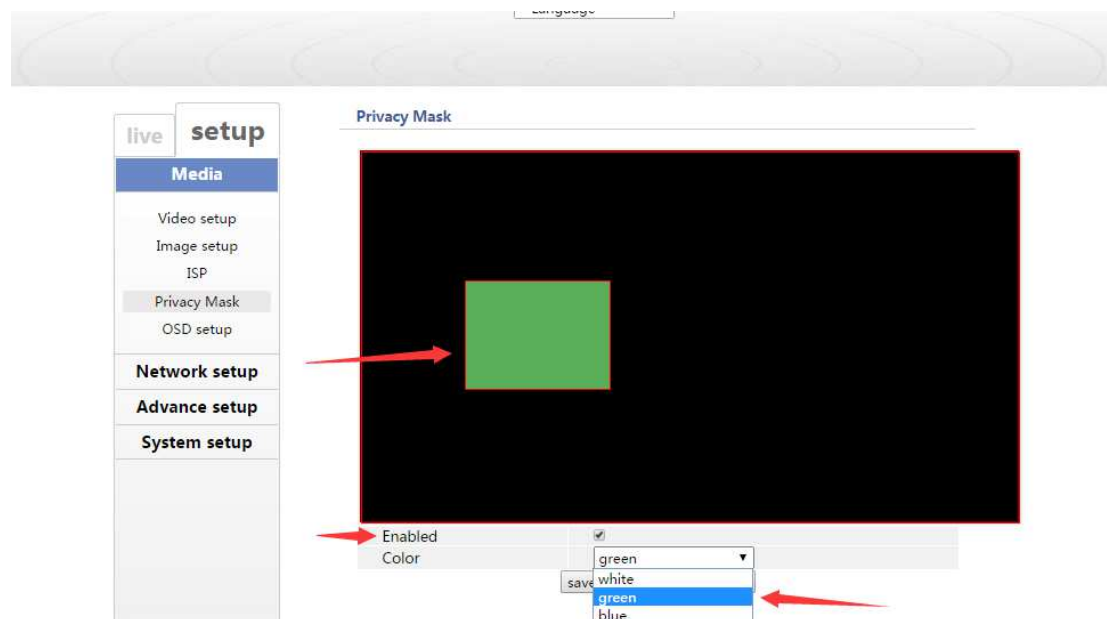 Language
live
setup
Privacy Mask
Media
Video setup
Image setup
ISP
Privacy Mask
OSD setup
Network setup
Advance setup
System setup
Enabled
Color
green
save
white
green
blue